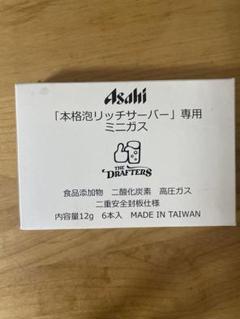 Asahi
「本格泡リッチサーバー」専用
ミニガス
THE
DRAFTERS
食品添加物 二酸化炭素 高圧ガス
二重安全封板仕様
内容量12g 6本入 MADE IN TAIWAN